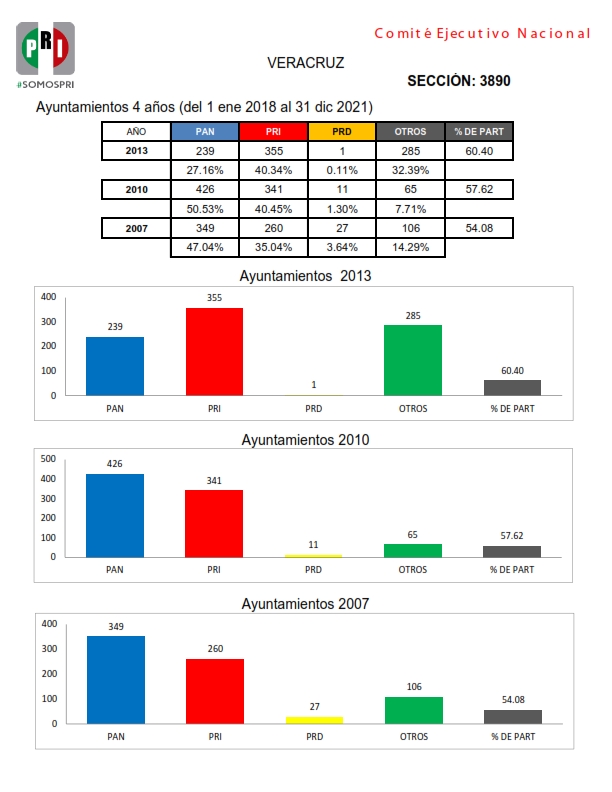 Comité Ejecutivo Nacional
PRI
#SOMOSPRI
VERACRUZ
SECCIÓN: 3890
Ayuntamientos 4 años (del 1 ene 2018 al 31 dic 2021)
AÑO PAN PRI PRD OTROS % DE PART
2013 239 355 1 285 60.40
27.16% 40.34% 0.11% 32.39%
2010 426 341 11 65 57.62
50.53% 40.45% 1.30% 7.71%
2007 349 260 27 106 54.08
47.04% 35.04% 3.64% 14.29%
Ayuntamientos 2013
400
300
200
100
0
239 355 1 285 60.40
PAN PRI PRD OTROS % DE PART
Ayuntamientos 2010
500
400
300
200
100
0
426 341 11 65 57.62
PAN PRI PRD OTROS % DE PART
Ayuntamientos 2007
400
300
200
100
0
349 260 27 106 54.08
PAN PRI PRD OTROS % DE PART